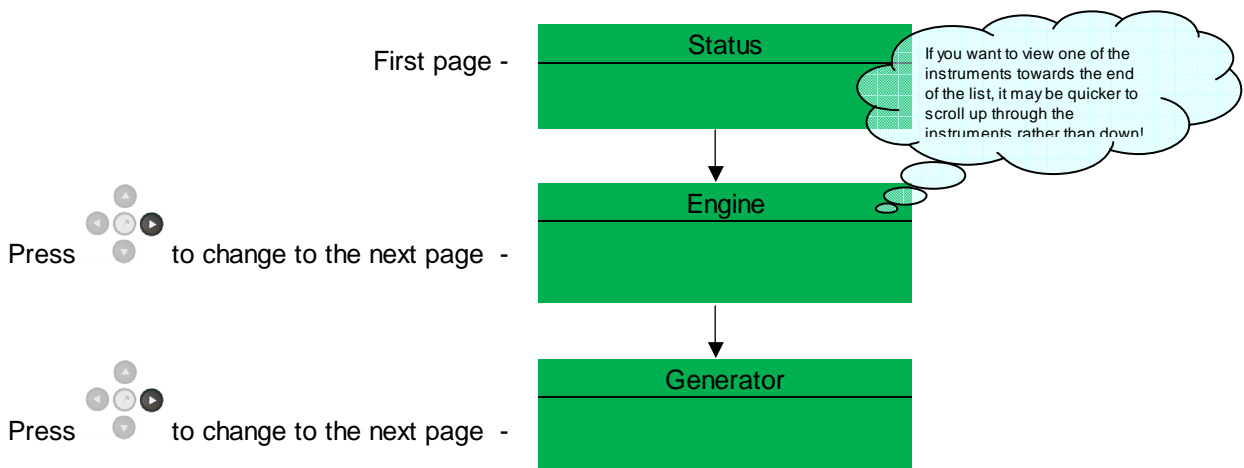 First page -
Status
If you want to view one of the
instruments towards the end
of the list, it may be quicker to
scroll up through the
instruments rather than down!
Engine
Press to change to the next page -
Generator
Press to change to the next page -